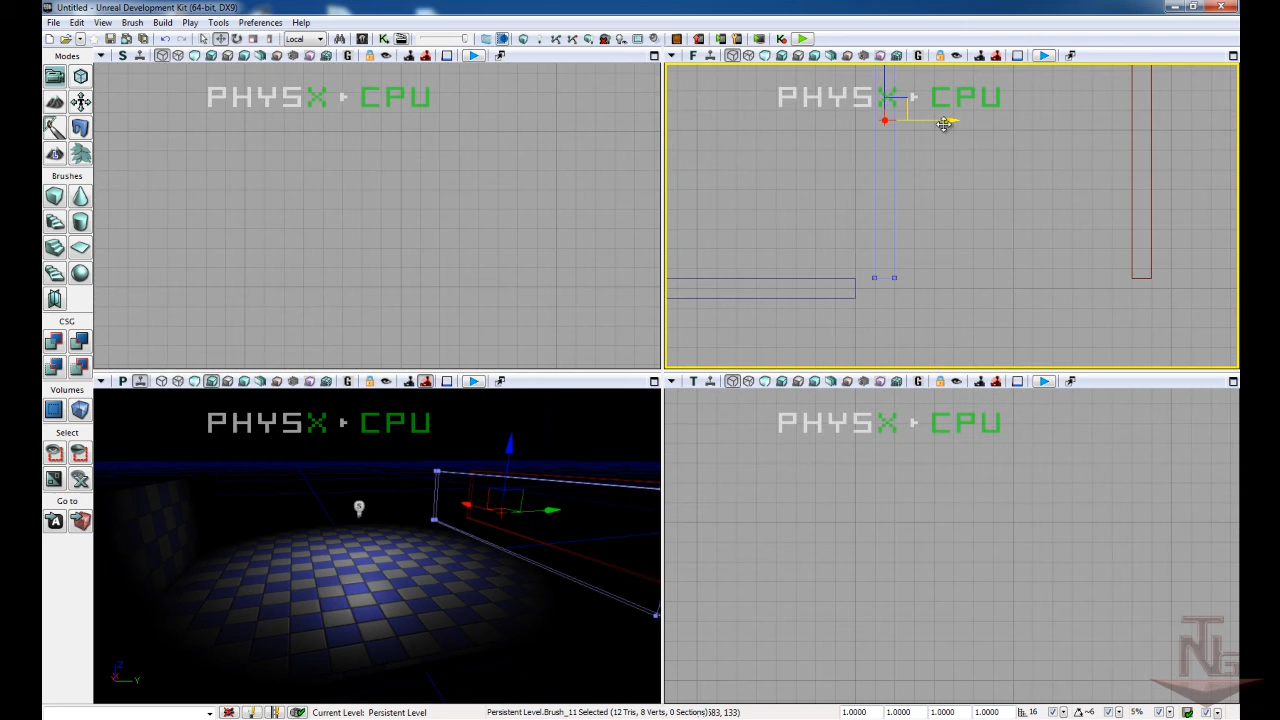 Untitled - Unreal Development Kit (64-bit, DX9)
File Edit View Brush Build Play Tools Preferences Help
Local
Modes
Brushes
CSG
Volumes
Select
Go to
S G
F G
PHYSX CPU
PHYSX CPU
P G
T G
PHYSX CPU
PHYSX CPU
S
Z
X Y
Current Level: Persistent Level
Persistent Level.Brush_11 Selected (12 Tris, 8 Verts, 0 Sections)
1.0000 1.0000 1.0000 1.0000 16 5%